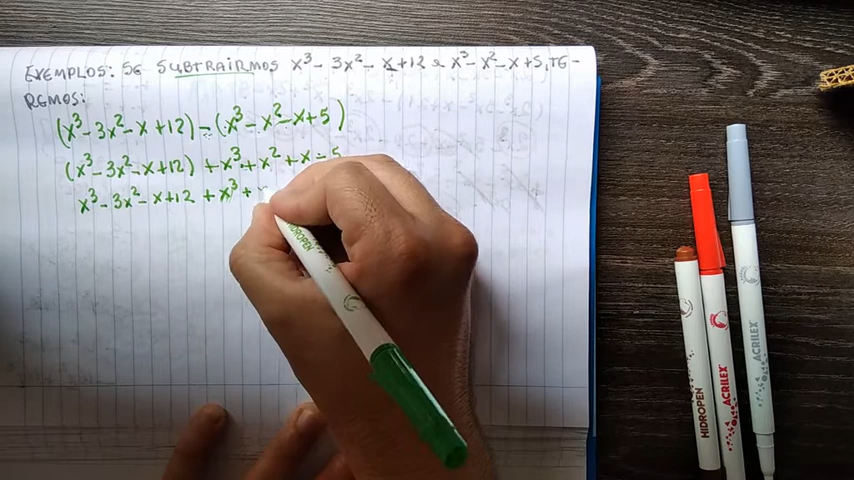 EXEMPLOS: SE SUBTRAIRMOS x³ - 3x² - x + 12 a x³ - x² - x + 5, TE-
REMOS:
(x³ - 3x² - x + 12) - (x³ - x² - x + 5)
(x³ - 3x² - x + 12) + x³ + x² + x - 5
x³ - 3x² - x + 12 + x³ +
HIDROPEN
HIDROPEN
ACRILEX
ACRILEX